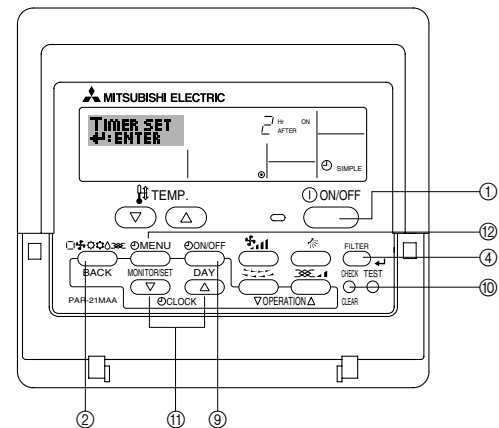 MITSUBISHI ELECTRIC
TIMER SET
↵:ENTER
2 Hr ON
AFTER
SIMPLE
TEMP.
ON/OFF
①
MENU
ON/OFF
⑫
FILTER
④
BACK
MONITOR/SET
DAY
CHECK TEST
PAR-21MAA
CLOCK
▽OPERATION△
CLEAR
⑩
②
⑪
⑨